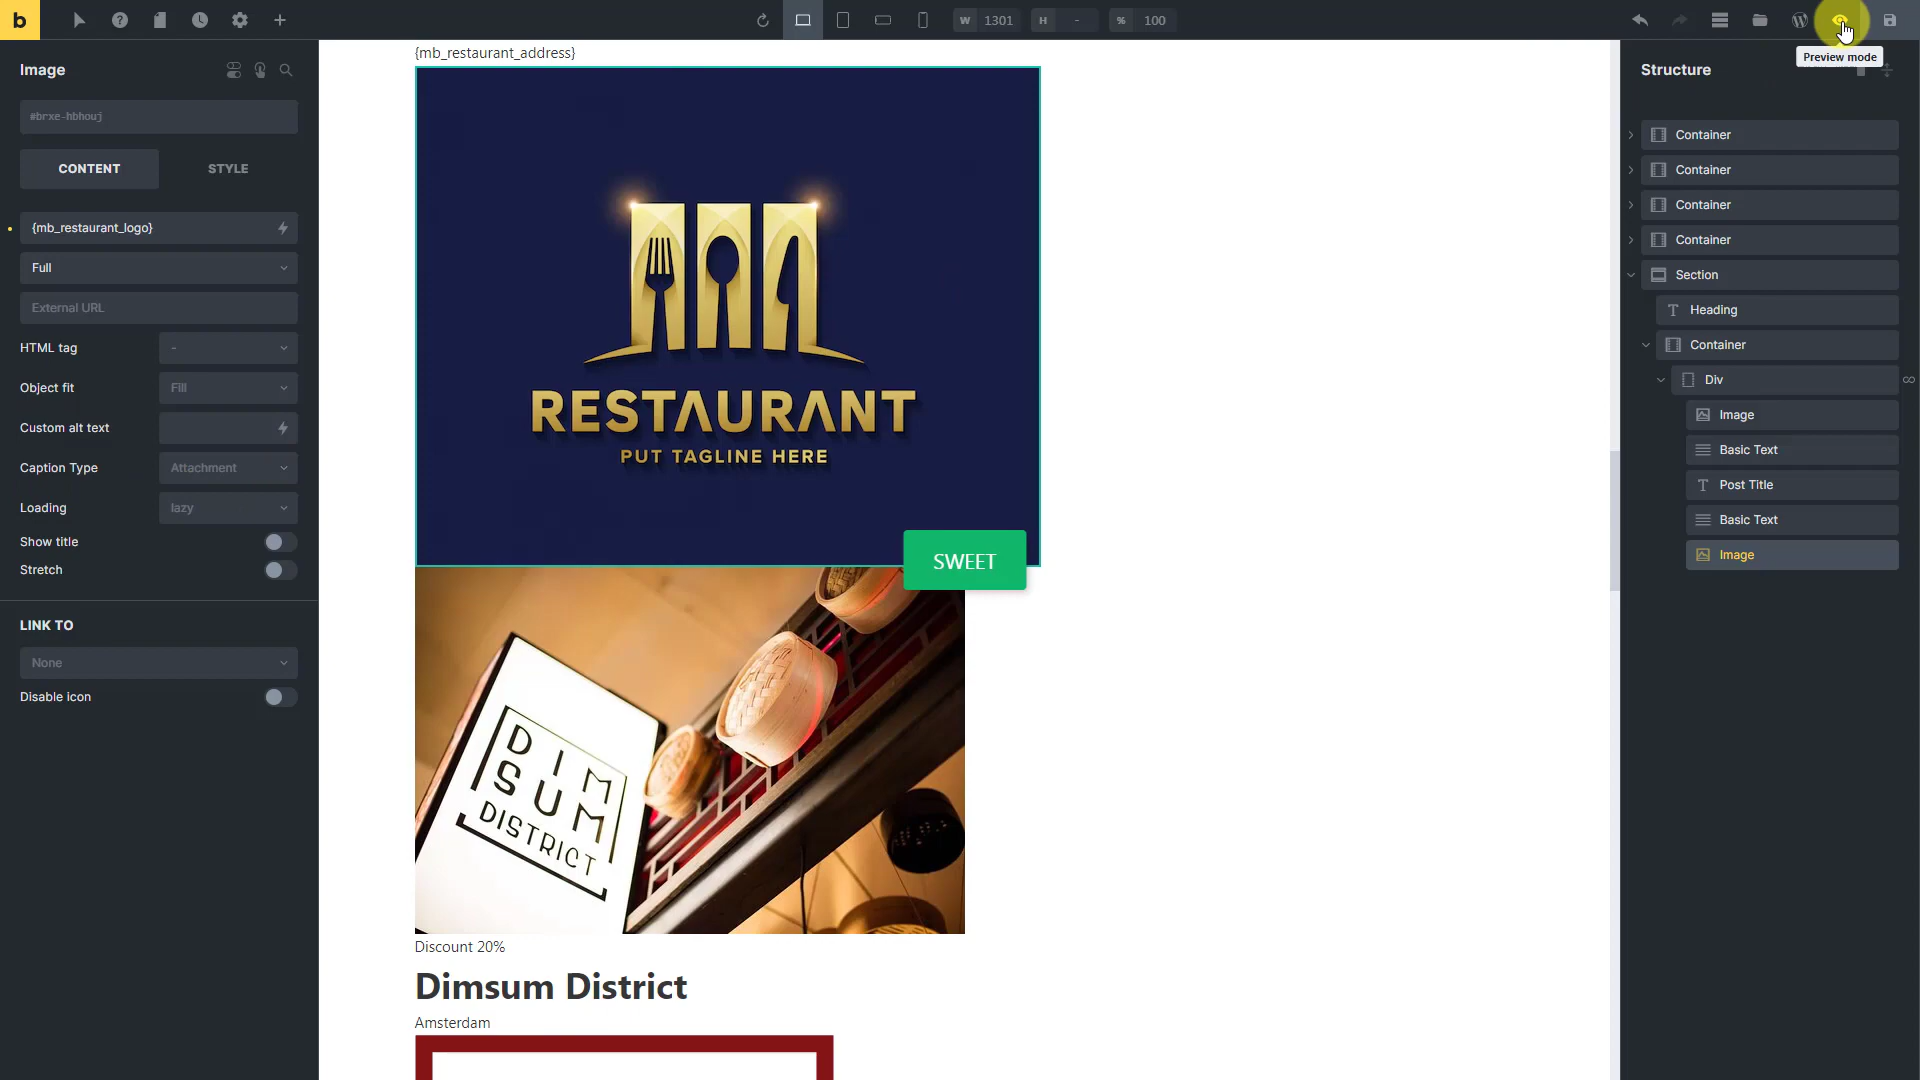 b
W 1301 H - % 100
Preview mode
Image
#brxe-hbhouj
CONTENT STYLE
{mb_restaurant_logo}
Full
External URL
HTML tag -
Object fit Fill
Custom alt text
Caption Type Attachment
Loading lazy
Show title
Stretch
LINK TO
None
Disable icon
{mb_restaurant_address}
RESTAURANT
PUT TAGLINE HERE
SWEET
DIM
SUM
DISTRICT
Discount 20%
Dimsum District
Amsterdam
Structure
Container
Container
Container
Container
Section
Heading
Container
Div
Image
Basic Text
Post Title
Basic Text
Image